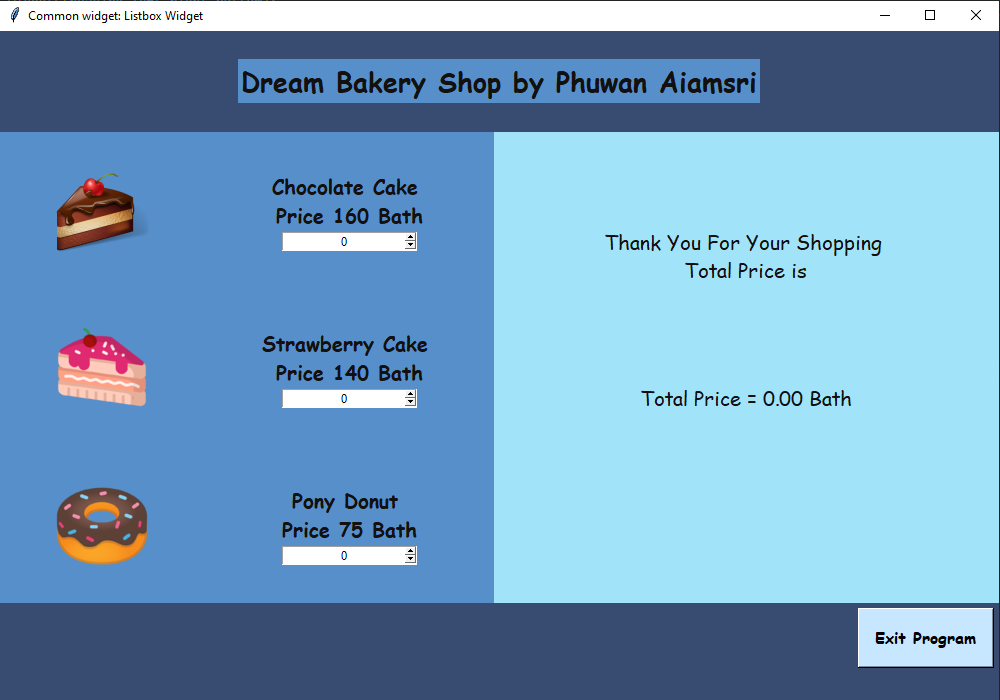 Common widget: Listbox Widget
Dream Bakery Shop by Phuwan Aiamsri
Chocolate Cake
Price 160 Bath
0
Strawberry Cake
Price 140 Bath
0
Pony Donut
Price 75 Bath
0
Thank You For Your Shopping
Total Price is
Total Price = 0.00 Bath
Exit Program